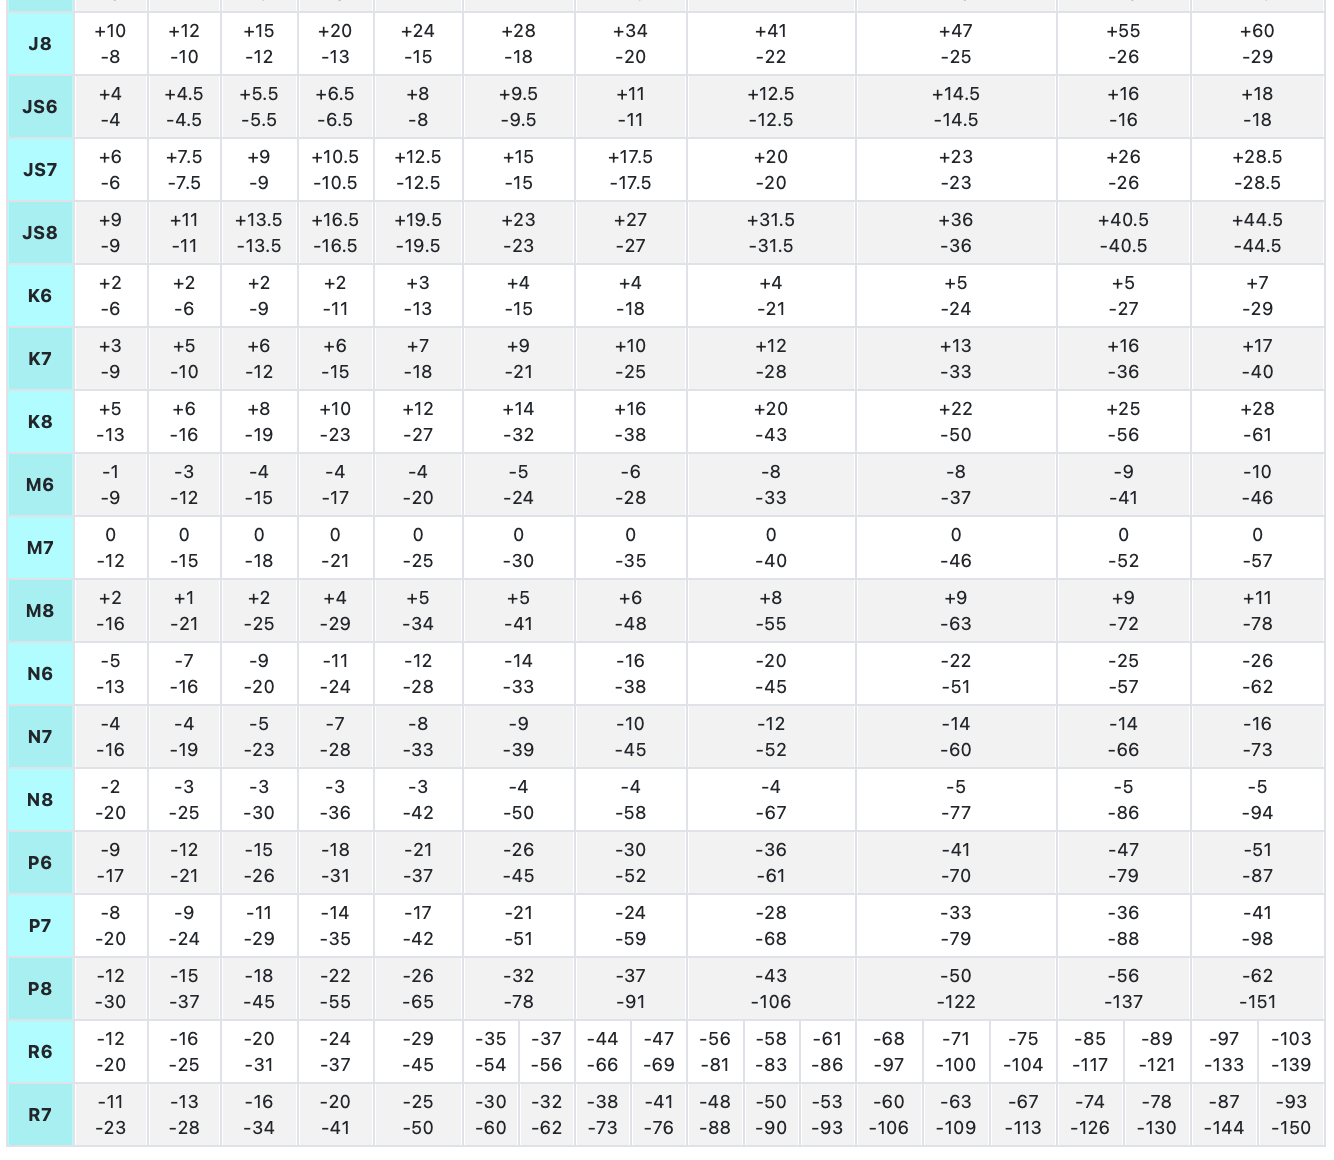 J8 +10 +12 +15 +20 +24 +28 +34 +41 +47 +55 +60
-8 -10 -12 -13 -15 -18 -20 -22 -25 -26 -29
JS6 +4 +4.5 +5.5 +6.5 +8 +9.5 +11 +12.5 +14.5 +16 +18
-4 -4.5 -5.5 -6.5 -8 -9.5 -11 -12.5 -14.5 -16 -18
JS7 +6 +7.5 +9 +10.5 +12.5 +15 +17.5 +20 +23 +26 +28.5
-6 -7.5 -9 -10.5 -12.5 -15 -17.5 -20 -23 -26 -28.5
JS8 +9 +11 +13.5 +16.5 +19.5 +23 +27 +31.5 +36 +40.5 +44.5
-9 -11 -13.5 -16.5 -19.5 -23 -27 -31.5 -36 -40.5 -44.5
K6 +2 +2 +2 +2 +3 +4 +4 +4 +5 +5 +7
-6 -6 -9 -11 -13 -15 -18 -21 -24 -27 -29
K7 +3 +5 +6 +6 +7 +9 +10 +12 +13 +16 +17
-9 -10 -12 -15 -18 -21 -25 -28 -33 -36 -40
K8 +5 +6 +8 +10 +12 +14 +16 +20 +22 +25 +28
-13 -16 -19 -23 -27 -32 -38 -43 -50 -56 -61
M6 -1 -3 -4 -4 -4 -5 -6 -8 -8 -9 -10
-9 -12 -15 -17 -20 -24 -28 -33 -37 -41 -46
M7 0 0 0 0 0 0 0 0 0 0 0
-12 -15 -18 -21 -25 -30 -35 -40 -46 -52 -57
M8 +2 +1 +2 +4 +5 +5 +6 +8 +9 +9 +11
-16 -21 -25 -29 -34 -41 -48 -55 -63 -72 -78
N6 -5 -7 -9 -11 -12 -14 -16 -20 -22 -25 -26
-13 -16 -20 -24 -28 -33 -38 -45 -51 -57 -62
N7 -4 -4 -5 -7 -8 -9 -10 -12 -14 -14 -16
-16 -19 -23 -28 -33 -39 -45 -52 -60 -66 -73
N8 -2 -3 -3 -3 -3 -4 -4 -4 -5 -5 -5
-20 -25 -30 -36 -42 -50 -58 -67 -77 -86 -94
P6 -9 -12 -15 -18 -21 -26 -30 -36 -41 -47 -51
-17 -21 -26 -31 -37 -45 -52 -61 -70 -79 -87
P7 -8 -9 -11 -14 -17 -21 -24 -28 -33 -36 -41
-20 -24 -29 -35 -42 -51 -59 -68 -79 -88 -98
P8 -12 -15 -18 -22 -26 -32 -37 -43 -50 -56 -62
-30 -37 -45 -55 -65 -78 -91 -106 -122 -137 -151
R6 -12 -16 -20 -24 -29 -35 -37 -44 -47 -56 -58 -61 -68 -71 -75 -85 -89 -97 -103
-20 -25 -31 -37 -45 -54 -56 -66 -69 -81 -83 -86 -97 -100 -104 -117 -121 -133 -139
R7 -11 -13 -16 -20 -25 -30 -32 -38 -41 -48 -50 -53 -60 -63 -67 -74 -78 -87 -93
-23 -28 -34 -41 -50 -60 -62 -73 -76 -88 -90 -93 -106 -109 -113 -126 -130 -144 -150